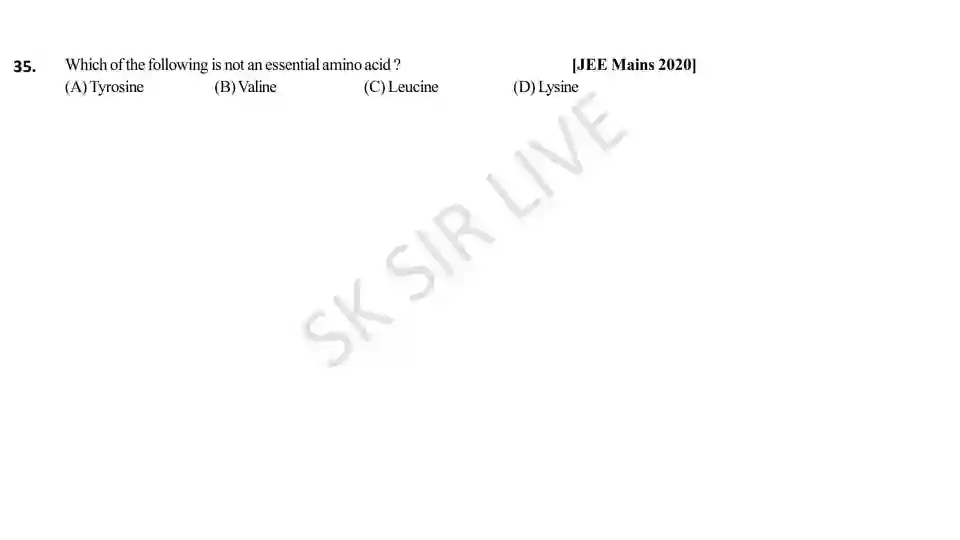 35. Which of the following is not an essential amino acid ? [JEE Mains 2020]
(A) Tyrosine (B) Valine (C) Leucine (D) Lysine
SK SIR LIVE